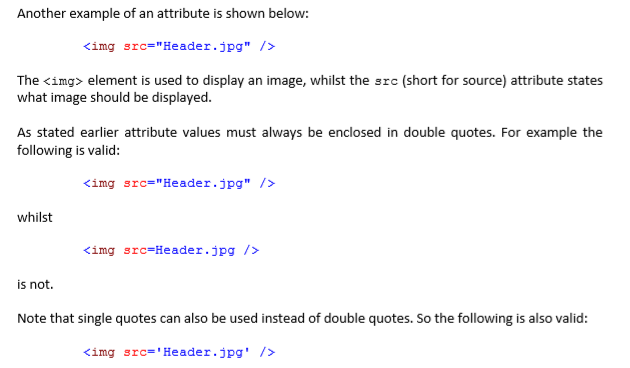 Another example of an attribute is shown below:
<img src="Header.jpg" />
The <img> element is used to display an image, whilst the src (short for source) attribute states
what image should be displayed.
As stated earlier attribute values must always be enclosed in double quotes. For example the
following is valid:
<img src="Header.jpg" />
whilst
<img src=Header.jpg />
is not.
Note that single quotes can also be used instead of double quotes. So the following is also valid:
<img src='Header.jpg' />